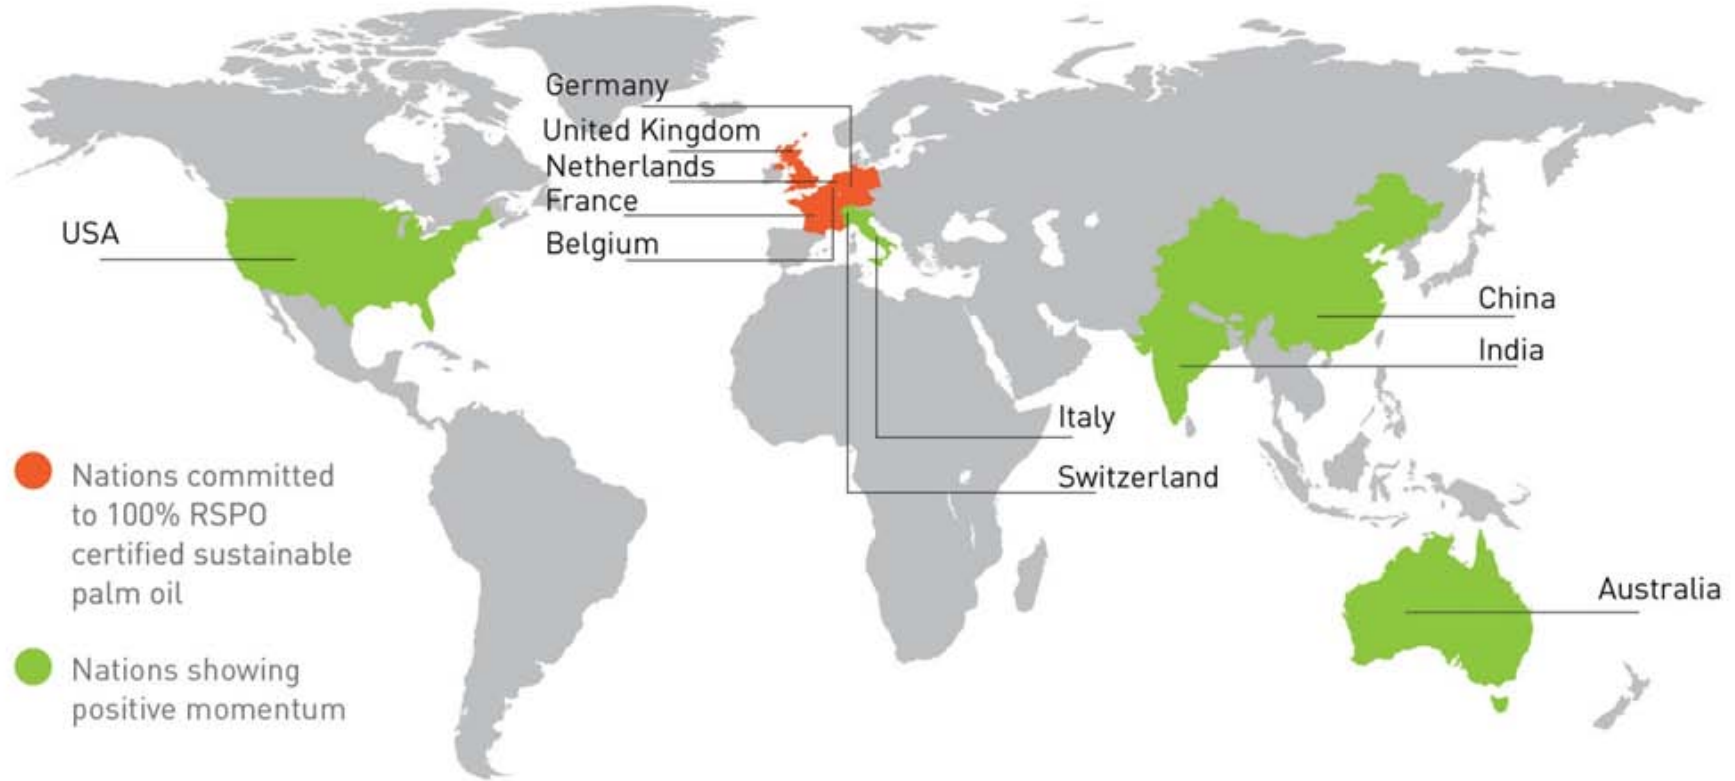 Germany
United Kingdom
Netherlands
France
Belgium
USA
China
India
Italy
Switzerland
Australia
Nations committed
to 100% RSPO
certified sustainable
palm oil
Nations showing
positive momentum